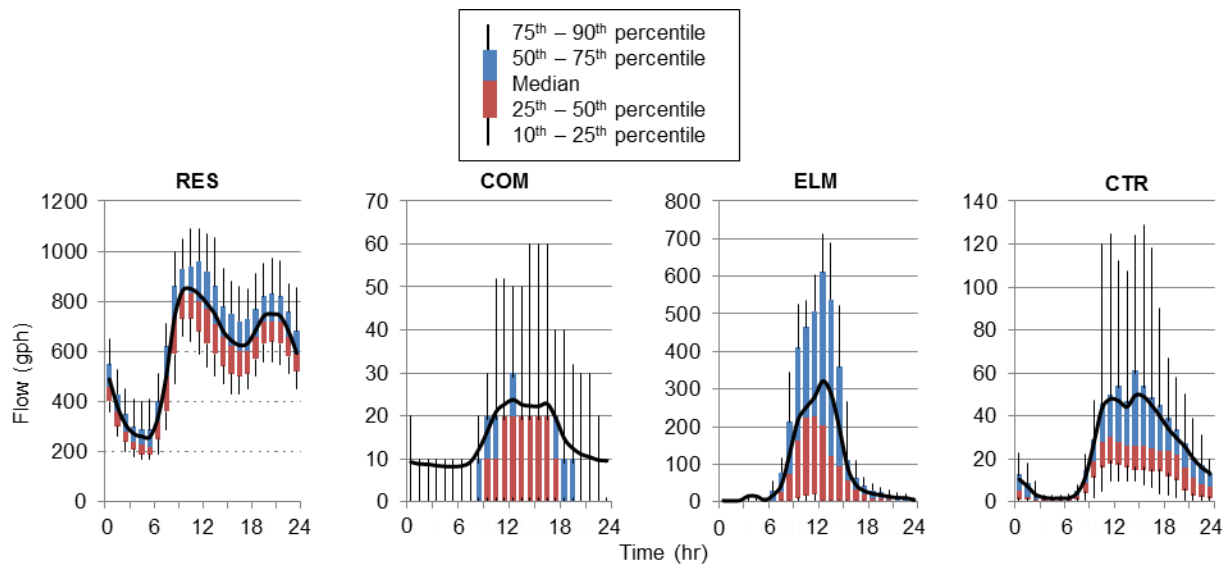 75th – 90th percentile
50th – 75th percentile
Median
25th – 50th percentile
10th – 25th percentile
RES
COM
ELM
CTR
Flow (gph)
1200
1000
800
600
400
200
0
0 6 12 18 24
70
60
50
40
30
20
10
0
0 6 12 18 24
800
700
600
500
400
300
200
100
0
0 6 12 18 24
140
120
100
80
60
40
20
0
0 6 12 18 24
Time (hr)